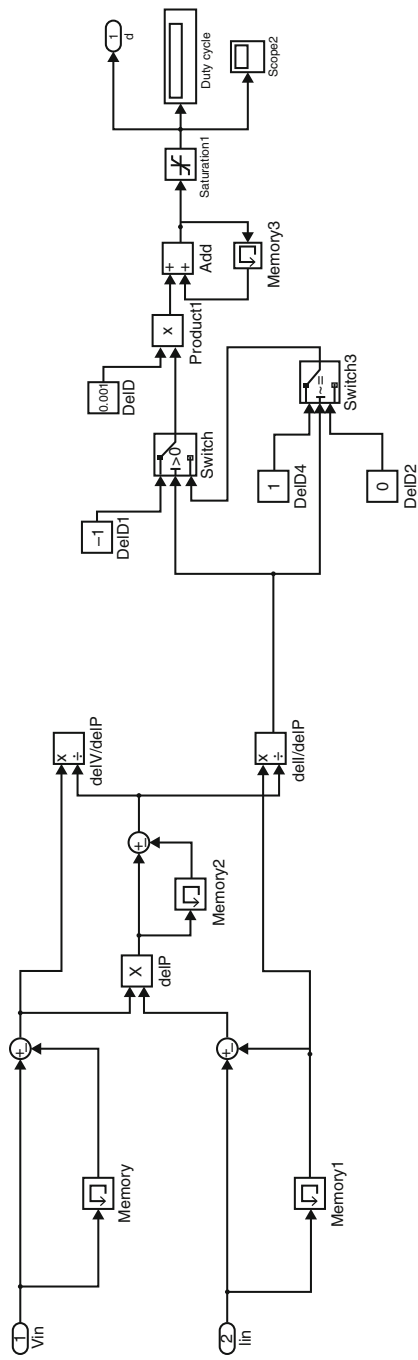 1
Vin
Memory
+
−
2
Iin
Memory1
+
−
X
delP
Memory2
+
−
x
÷
delV/delP
x
÷
delI/delP
−1
DelD1
>0
Switch
1
DelD4
0
DelD2
~=
Switch3
0.001
DelD
x
Product1
+
+
Add
Memory3
Saturation1
1
d
Duty cycle
Scope2